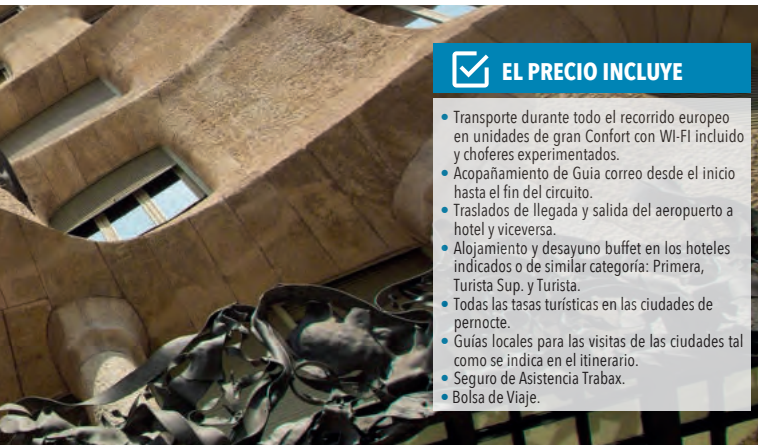 EL PRECIO INCLUYE
• Transporte durante todo el recorrido europeo
en unidades de gran Confort con WI-FI incluido
y choferes experimentados.
• Acopañamiento de Guia correo desde el inicio
hasta el fin del circuito.
• Traslados de llegada y salida del aeropuerto a
hotel y viceversa.
• Alojamiento y desayuno buffet en los hoteles
indicados o de similar categoría: Primera,
Turista Sup. y Turista.
• Todas las tasas turísticas en las ciudades de
pernocte.
• Guías locales para las visitas de las ciudades tal
como se indica en el itinerario.
• Seguro de Asistencia Trabax.
• Bolsa de Viaje.